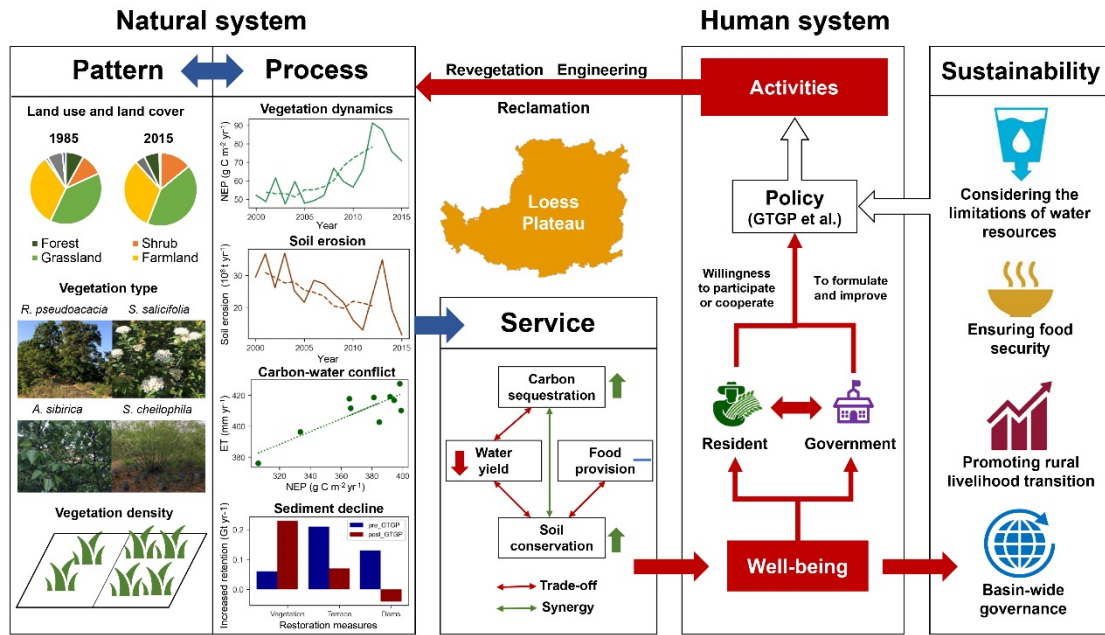 Natural system
Human system
Pattern
Process
Land use and land cover
1985
2015
Forest
Shrub
Grassland
Farmland
Vegetation type
R. pseudoacacia
S. salicifolia
A. sibirica
S. cheilophila
Vegetation density
Vegetation dynamics
NEP (g C m⁻² yr⁻¹)
90
80
70
60
50
2000
2005
2010
2015
Year
Soil erosion
Soil erosion (10⁸ t yr⁻¹)
30
20
2000
2005
2010
2015
Year
Carbon-water conflict
ET (mm yr⁻¹)
420
400
380
320
340
360
380
400
NEP (g C m⁻² yr⁻¹)
Sediment decline
Increased retention (Gt yr-1)
0.2
0.1
0.0
pre_GTGP
post_GTGP
Vegetation
Terrace
Dams
Restoration measures
Revegetation Engineering
Reclamation
Loess
Plateau
Service
Carbon
sequestration
Water
yield
Food
provision
Soil
conservation
Trade-off
Synergy
Activities
Policy
(GTGP et al.)
Willingness
to participate
or cooperate
To formulate
and improve
Resident
Government
Well-being
Sustainability
Considering the
limitations of water
resources
Ensuring food
security
Promoting rural
livelihood transition
Basin-wide
governance